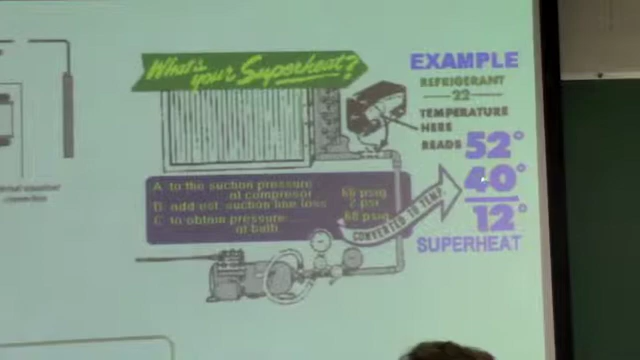 What's
your Superheat?
EXAMPLE
REFRIGERANT
22
TEMPERATURE
HERE
READS 52°
40°
12°
SUPERHEAT
A. to the suction pressure
at compressor 66 psig
B. add est. suction line loss 2 psi
C. to obtain pressure 68 psig
at bulb
CONVERTED TO TEMP.